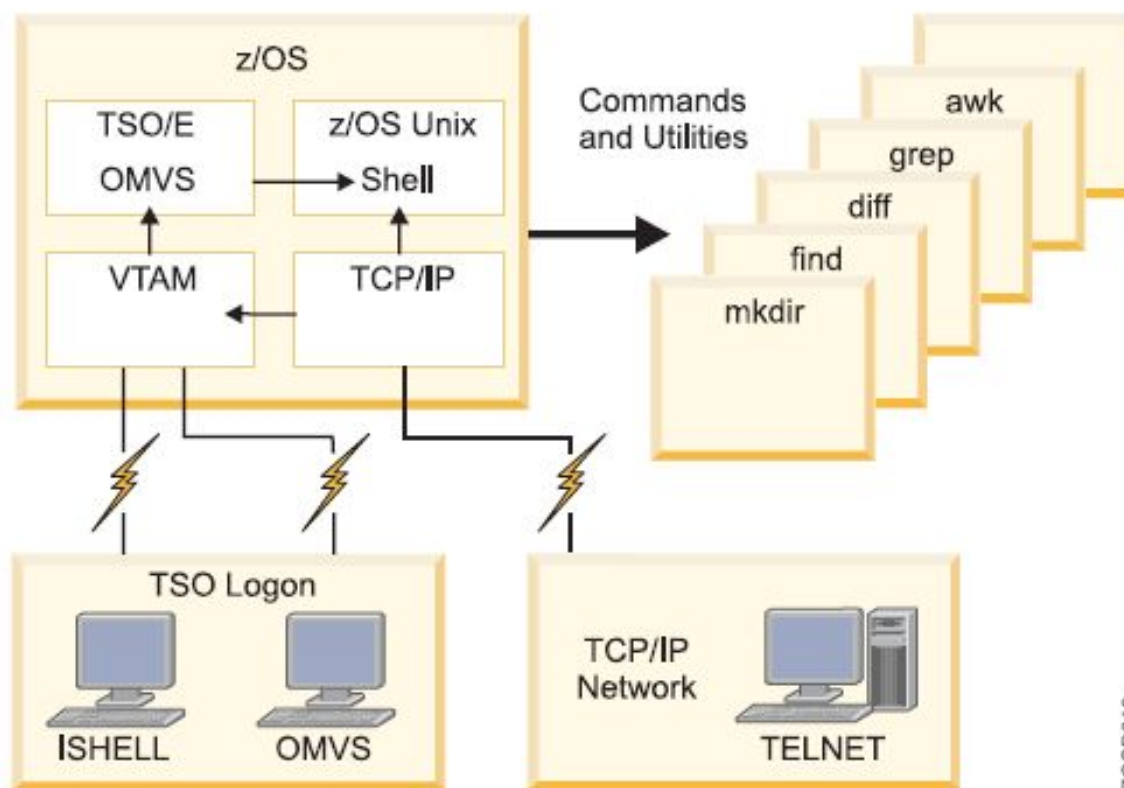 z/OS
TSO/E
OMVS
z/OS Unix
Shell
VTAM
TCP/IP
Commands
and Utilities
awk
grep
diff
find
mkdir
TSO Logon
ISHELL
OMVS
TCP/IP
Network
TELNET